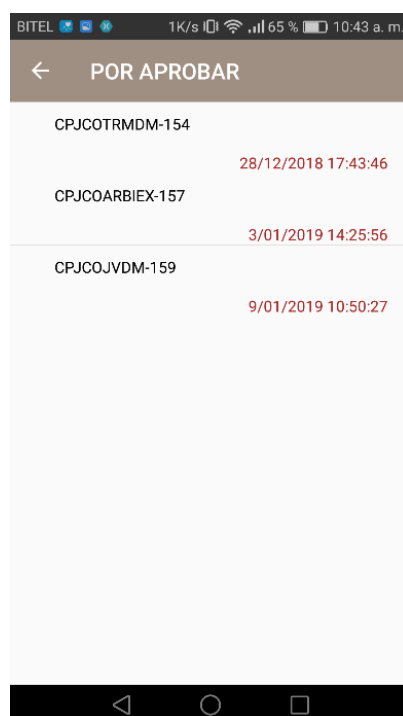 BITEL 1K/s 65 % 10:43 a. m.
POR APROBAR
CPJCOTRMDM-154
28/12/2018 17:43:46
CPJCOARBIEX-157
3/01/2019 14:25:56
CPJCOJVDM-159
9/01/2019 10:50:27